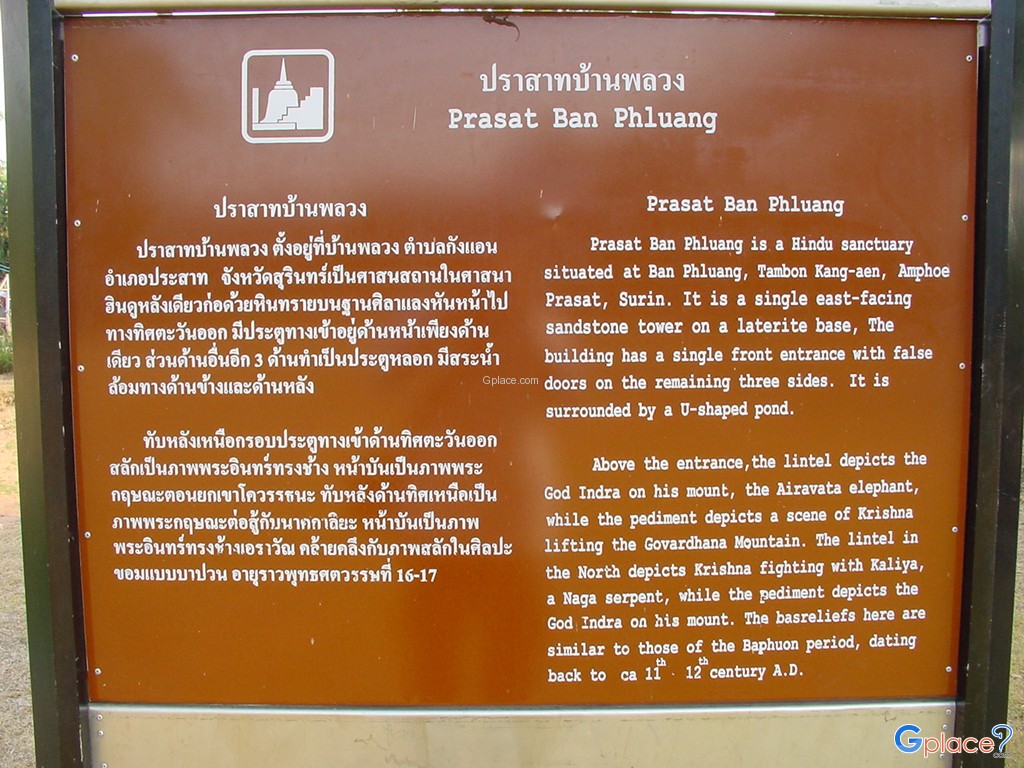 ปราสาทบ้านพลวง
Prasat Ban Phluang
ปราสาทบ้านพลวง
ปราสาทบ้านพลวง ตั้งอยู่ที่บ้านพลวง ตำบลกังแอน
อำเภอประสาท จังหวัดสุรินทร์เป็นศาสนสถานในศาสนา
ฮินดูหลังเดียวก่อด้วยหินทรายบนฐานศิลาแลงหันหน้าไป
ทางทิศตะวันออก มีประตูทางเข้าอยู่ด้านหน้าเพียงด้าน
เดียว ส่วนด้านอื่นอีก 3 ด้านทำเป็นประตูหลอก มีสระน้ำ
ล้อมทางด้านข้างและด้านหลัง
ทับหลังเหนือกรอบประตูทางเข้าด้านทิศตะวันออก
สลักเป็นภาพพระอินทร์ทรงช้าง หน้าบันเป็นภาพพระ
กฤษณะตอนยกเขาโควรรธนะ ทับหลังด้านทิศเหนือเป็น
ภาพพระกฤษณะต่อสู้กับนาคกาลิยะ หน้าบันเป็นภาพ
พระอินทร์ทรงช้างเอราวัณ คล้ายคลึงกับภาพสลักในศิลปะ
ขอมแบบบาปวน อายุราวพุทธศตวรรษที่ 16-17
Prasat Ban Phluang
Prasat Ban Phluang is a Hindu sanctuary
situated at Ban Phluang, Tambon Kang-aen, Amphoe
Prasat, Surin. It is a single east-facing
sandstone tower on a laterite base, The
building has a single front entrance with false
doors on the remaining three sides. It is
surrounded by a U-shaped pond.
Above the entrance,the lintel depicts the
God Indra on his mount, the Airavata elephant,
while the pediment depicts a scene of Krishna
lifting the Govardhana Mountain. The lintel in
the North depicts Krishna fighting with Kaliya,
a Naga serpent, while the pediment depicts the
God Indra on his mount. The basreliefs here are
similar to those of the Baphuon period, dating
back to ca 11th - 12th century A.D.
Gplace.com
Gplace